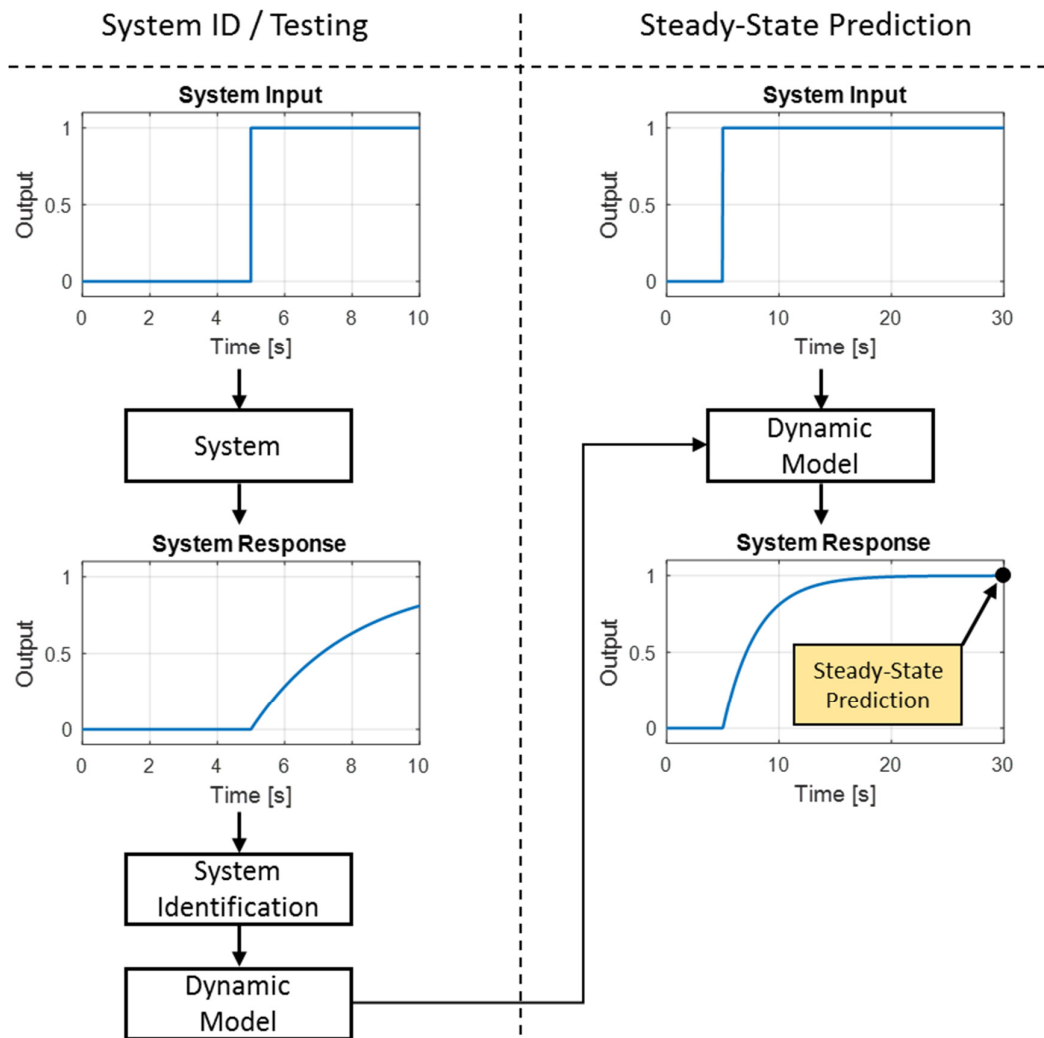 System ID / Testing
System Input
Output
1
0.5
0
0 2 4 6 8 10
Time [s]
System
System Response
Output
1
0.5
0
0 2 4 6 8 10
Time [s]
System
Identification
Dynamic
Model
Steady-State Prediction
System Input
Output
1
0.5
0
0 10 20 30
Time [s]
Dynamic
Model
System Response
Output
1
0.5
0
Steady-State
Prediction
0 10 20 30
Time [s]